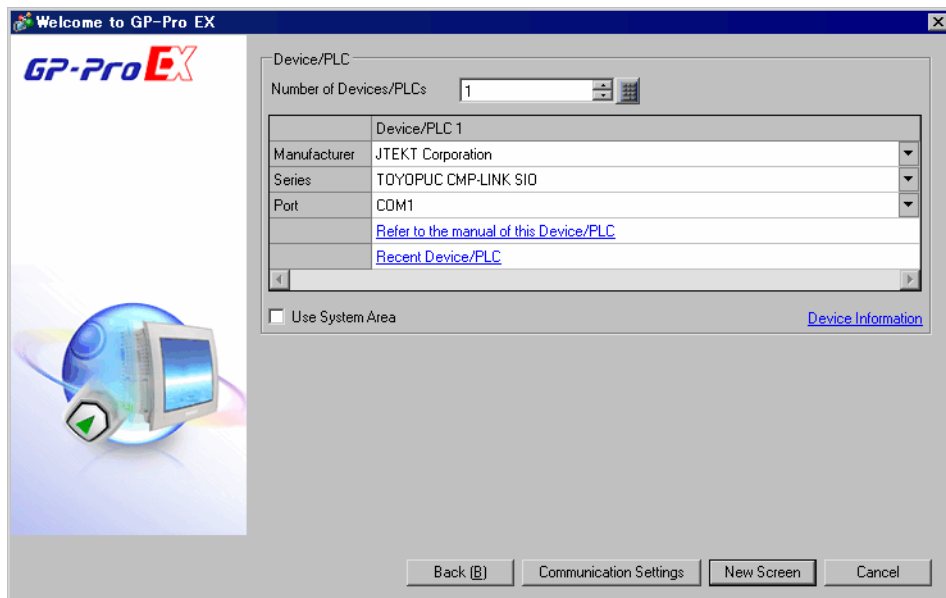 Welcome to GP-Pro EX
GP-Pro EX
Device/PLC
Number of Devices/PLCs 1
Device/PLC 1
Manufacturer JTEKT Corporation
Series TOYOPUC CMP-LINK SIO
Port COM1
Refer to the manual of this Device/PLC
Recent Device/PLC
Use System Area Device Information
Back (B) Communication Settings New Screen Cancel